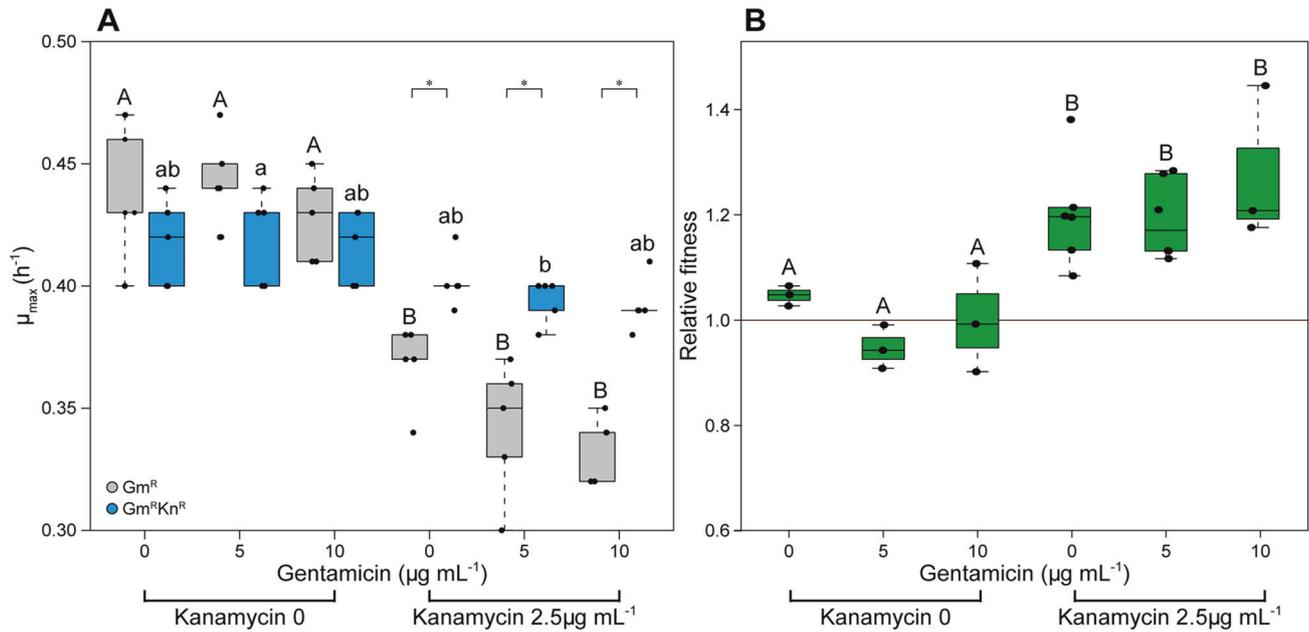 A
B
0.50
0.45
0.40
0.35
0.30
μmax (h-1)
A
ab
A
a
A
ab
B
ab
B
b
B
ab
*
*
*
GmR
GmRKnR
0
5
10
0
5
10
Gentamicin (μg mL-1)
Kanamycin 0
Kanamycin 2.5μg mL-1
1.4
1.2
1.0
0.8
0.6
Relative fitness
A
A
A
B
B
B
0
5
10
0
5
10
Gentamicin (μg mL-1)
Kanamycin 0
Kanamycin 2.5μg mL-1